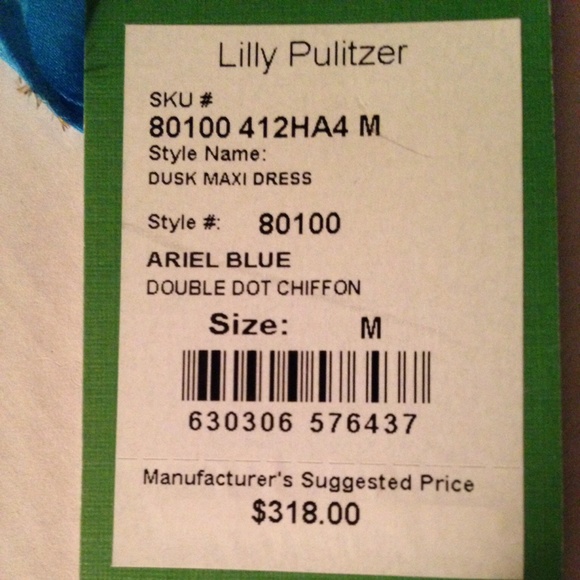 Lilly Pulitzer
SKU #
80100 412HA4 M
Style Name:
DUSK MAXI DRESS
Style #: 80100
ARIEL BLUE
DOUBLE DOT CHIFFON
Size: M
630306 576437
Manufacturer's Suggested Price
$318.00